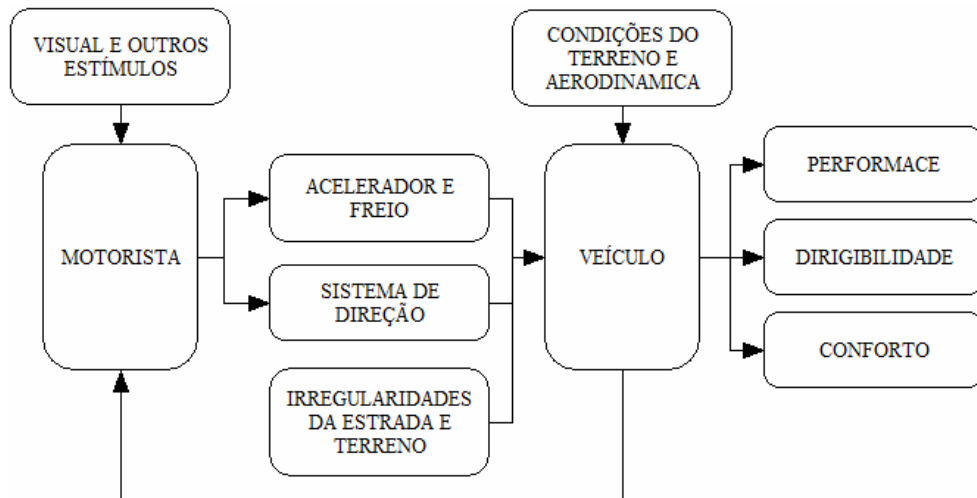 VISUAL E OUTROS
ESTÍMULOS
CONDIÇÕES DO
TERRENO E
AERODINAMICA
MOTORISTA
ACELERADOR E
FREIO
SISTEMA DE
DIREÇÃO
IRREGULARIDADES
DA ESTRADA E
TERRENO
VEÍCULO
PERFORMACE
DIRIGIBILIDADE
CONFORTO